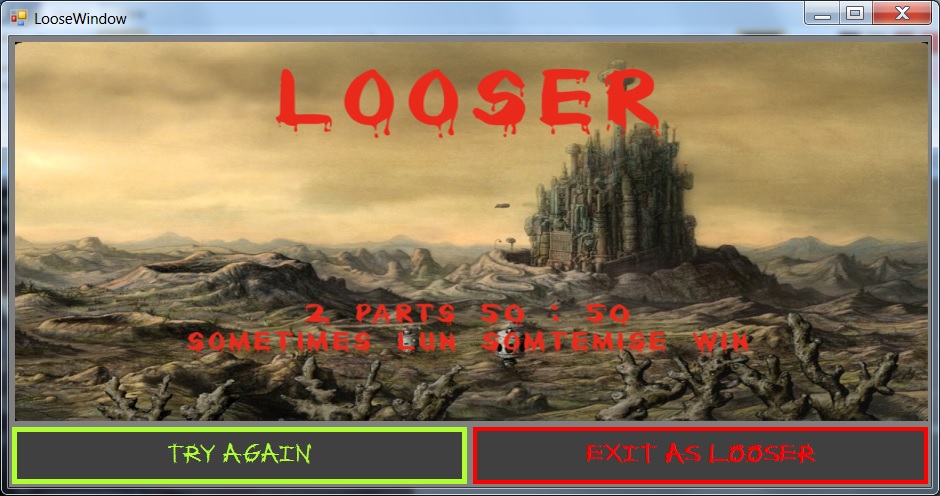 LooseWindow
LOOSER
2 PARTS 50 : 50
SOMETIMES LUN SOMTEMISE WIN
TRY AGAIN
EXIT AS LOOSER